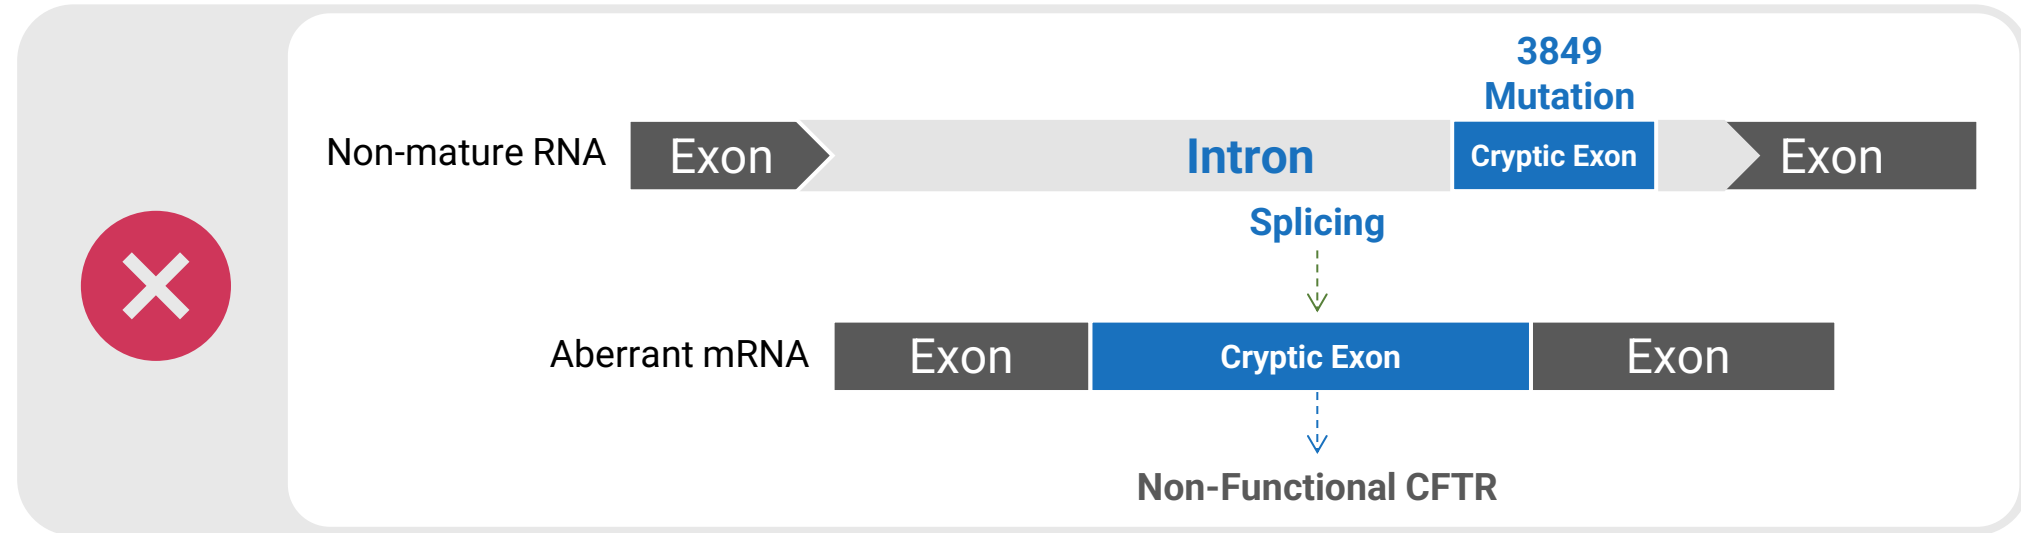 3849
Mutation
Non-mature RNA
Exon
Intron
Cryptic Exon
Exon
Splicing
Aberrant mRNA
Exon
Cryptic Exon
Exon
Non-Functional CFTR